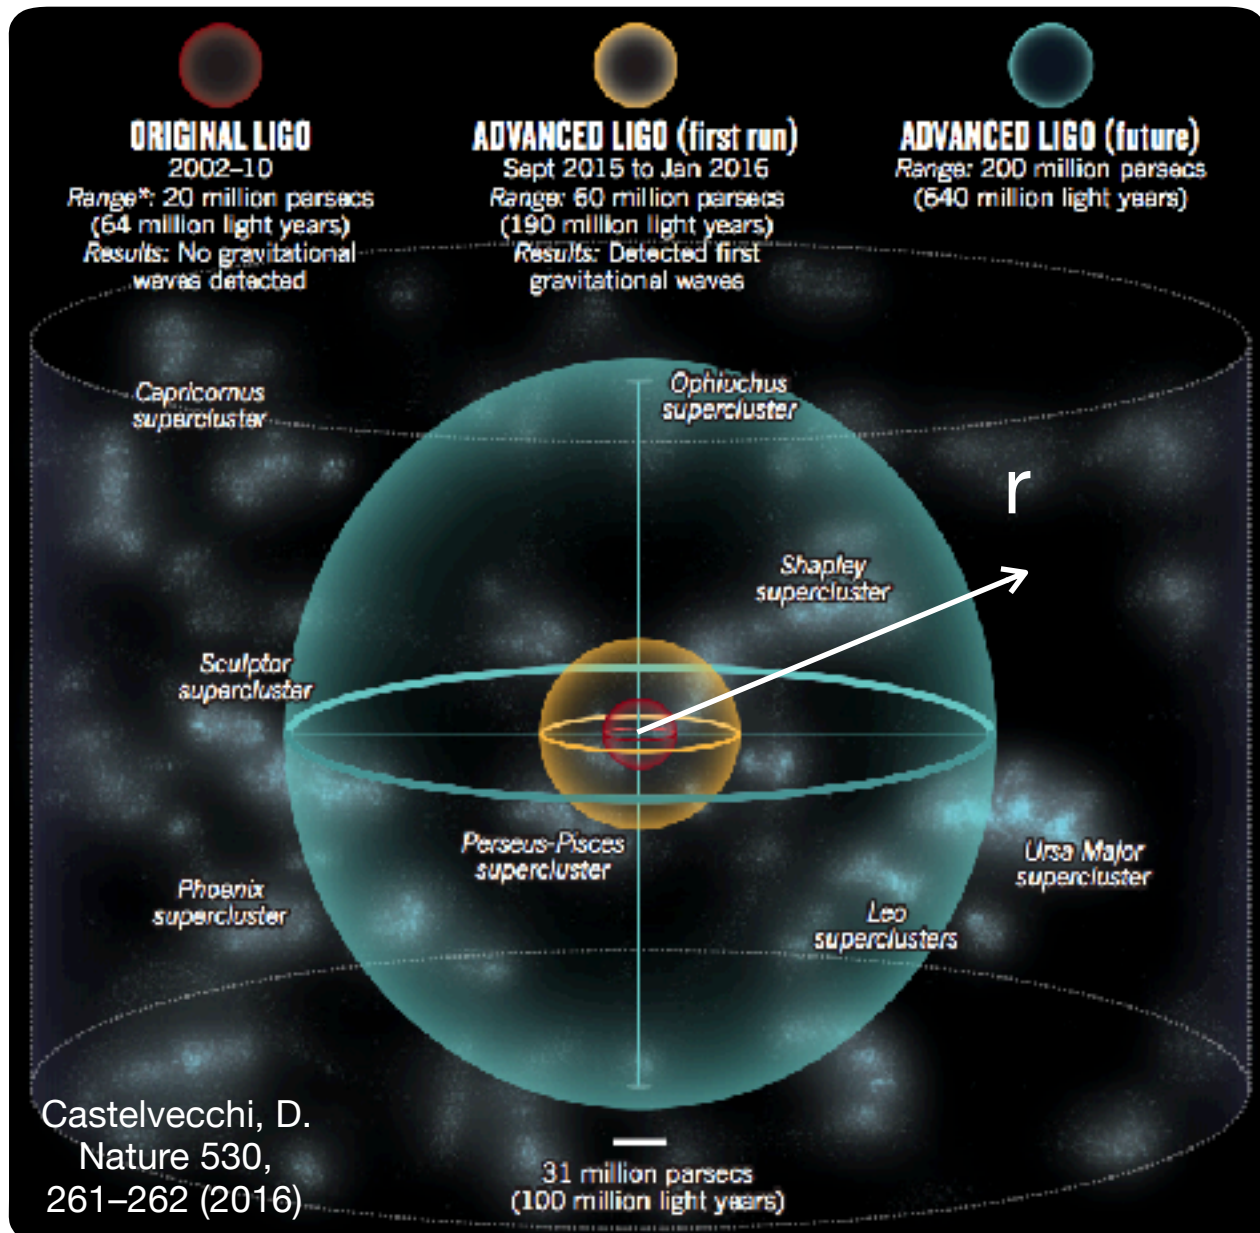 ORIGINAL LIGO
2002–10
Range*: 20 million parsecs
(64 million light years)
Results: No gravitational
waves detected
ADVANCED LIGO (first run)
Sept 2015 to Jan 2016
Range: 60 million parsecs
(190 million light years)
Results: Detected first
gravitational waves
ADVANCED LIGO (future)
Range: 200 million parsecs
(640 million light years)
Capricornus
supercluster
Ophiuchus
supercluster
r
Shapley
supercluster
Sculptor
supercluster
Perseus-Pisces
supercluster
Ursa Major
supercluster
Phoenix
supercluster
Leo
superclusters
Castelvecchi, D.
Nature 530,
261–262 (2016)
31 million parsecs
(100 million light years)